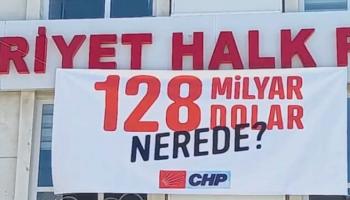 RİYET HALK P
128 MİLYAR
DOLAR
NEREDE?
CHP